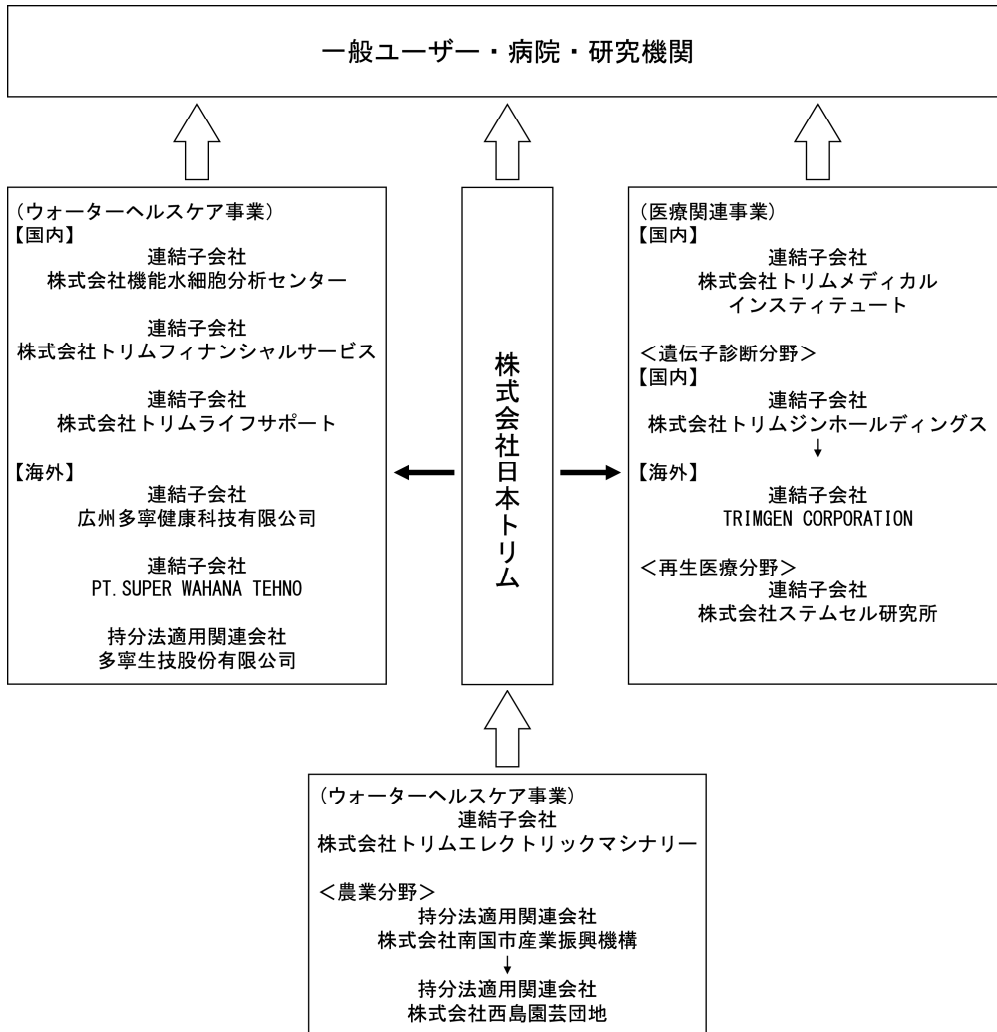 一般ユーザー・病院・研究機関
(ウォーターヘルスケア事業)
【国内】
連結子会社
株式会社機能水細胞分析センター
連結子会社
株式会社トリムフィナンシャルサービス
連結子会社
株式会社トリムライフサポート
【海外】
連結子会社
広州多寧健康科技有限公司
連結子会社
PT.SUPER WAHANA TEHNO
持分法適用関連会社
多寧生技股份有限公司
株式会社日本トリム
(医療関連事業)
【国内】
連結子会社
株式会社トリムメディカル
インスティテュート
＜遺伝子診断分野＞
【国内】
連結子会社
株式会社トリムジンホールディングス
↓
【海外】
連結子会社
TRIMGEN CORPORATION
＜再生医療分野＞
連結子会社
株式会社ステムセル研究所
(ウォーターヘルスケア事業)
連結子会社
株式会社トリムエレクトリックマシナリー
＜農業分野＞
持分法適用関連会社
株式会社南国市産業振興機構
↓
持分法適用関連会社
株式会社西島園芸団地